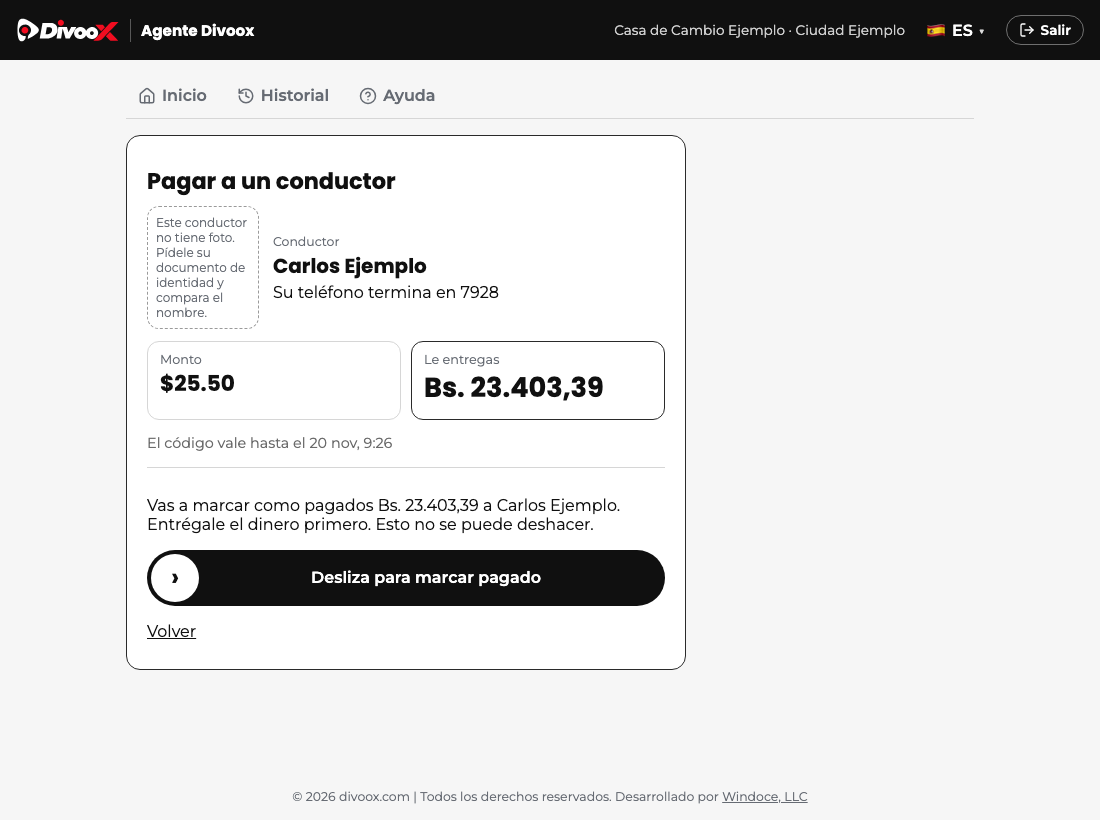 DivooX
Agente Divoox
Casa de Cambio Ejemplo · Ciudad Ejemplo
ES
Salir
Inicio
Historial
Ayuda
Pagar a un conductor
Este conductor
no tiene foto.
Pídele su
documento de
identidad y
compara el
nombre.
Conductor
Carlos Ejemplo
Su teléfono termina en 7928
Monto
$25.50
Le entregas
Bs. 23.403,39
El código vale hasta el 20 nov, 9:26
Vas a marcar como pagados Bs. 23.403,39 a Carlos Ejemplo.
Entrégale el dinero primero. Esto no se puede deshacer.
Desliza para marcar pagado
Volver
© 2026 divoox.com | Todos los derechos reservados. Desarrollado por Windoce, LLC